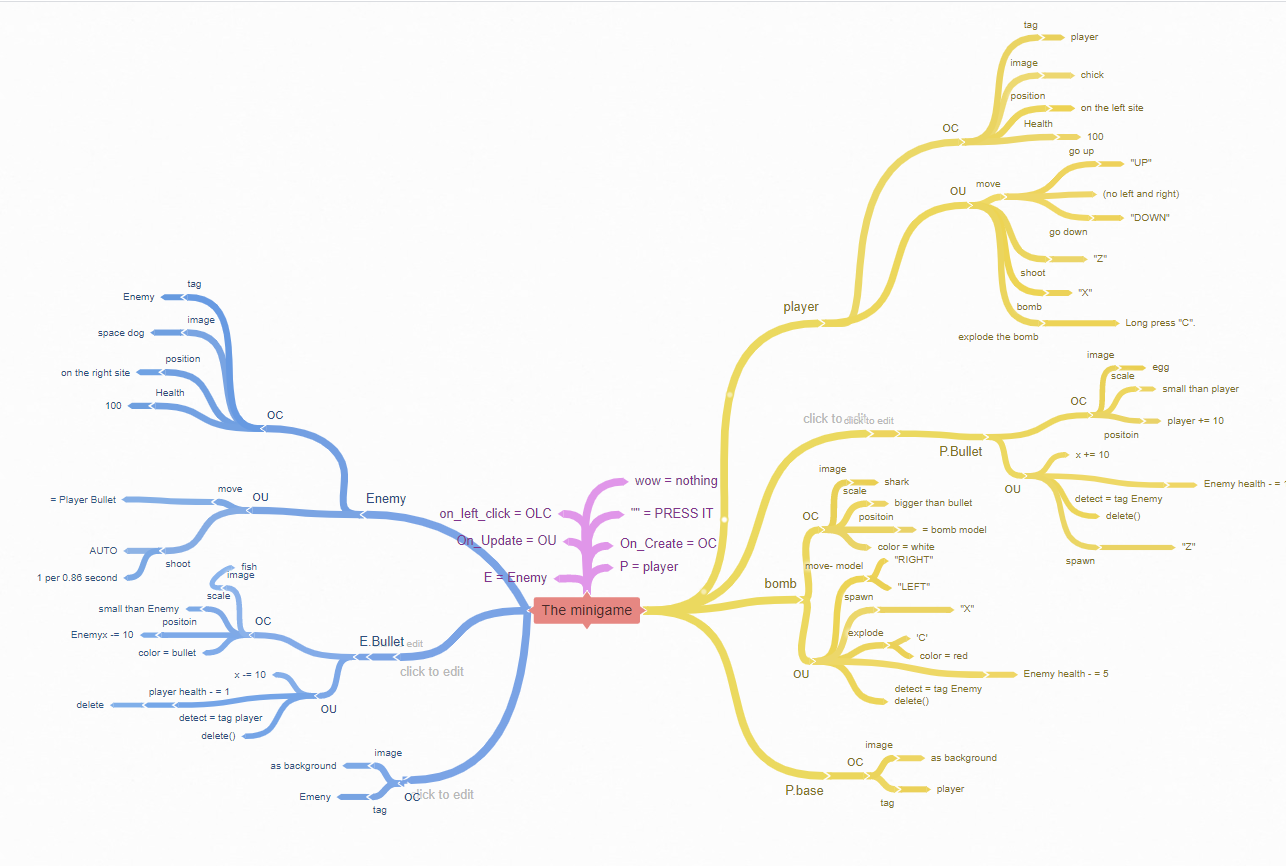 The minigame
wow = nothing
on_left_click = OLC
"" = PRESS IT
On_Update = OU
On_Create = OC
E = Enemy
P = player
player
OC
tag
player
image
chick
position
on the left site
Health
100
OU
move
go up
"UP"
(no left and right)
"DOWN"
go down
shoot
"Z"
bomb
"X"
explode the bomb
Long press "C".
click to edit
click to edit
P.Bullet
OC
image
egg
scale
small than player
positoin
player += 10
OU
x += 10
Enemy health - =
detect = tag Enemy
delete()
spawn
"Z"
bomb
OC
image
shark
scale
bigger than bullet
positoin
= bomb model
color = white
OU
move- model
"RIGHT"
"LEFT"
spawn
"X"
explode
'C'
color = red
Enemy health - = 5
detect = tag Enemy
delete()
P.base
OC
image
as background
tag
player
Enemy
OC
tag
Enemy
image
space dog
position
on the right site
Health
100
OU
move
= Player Bullet
shoot
AUTO
1 per 0.86 second
E.Bullet
edit
click to edit
OC
fish
image
scale
small than Enemy
positoin
Enemyx -= 10
color = bullet
OU
x -= 10
player health - = 1
delete
detect = tag player
delete()
OC
click to edit
image
as background
Emeny
tag